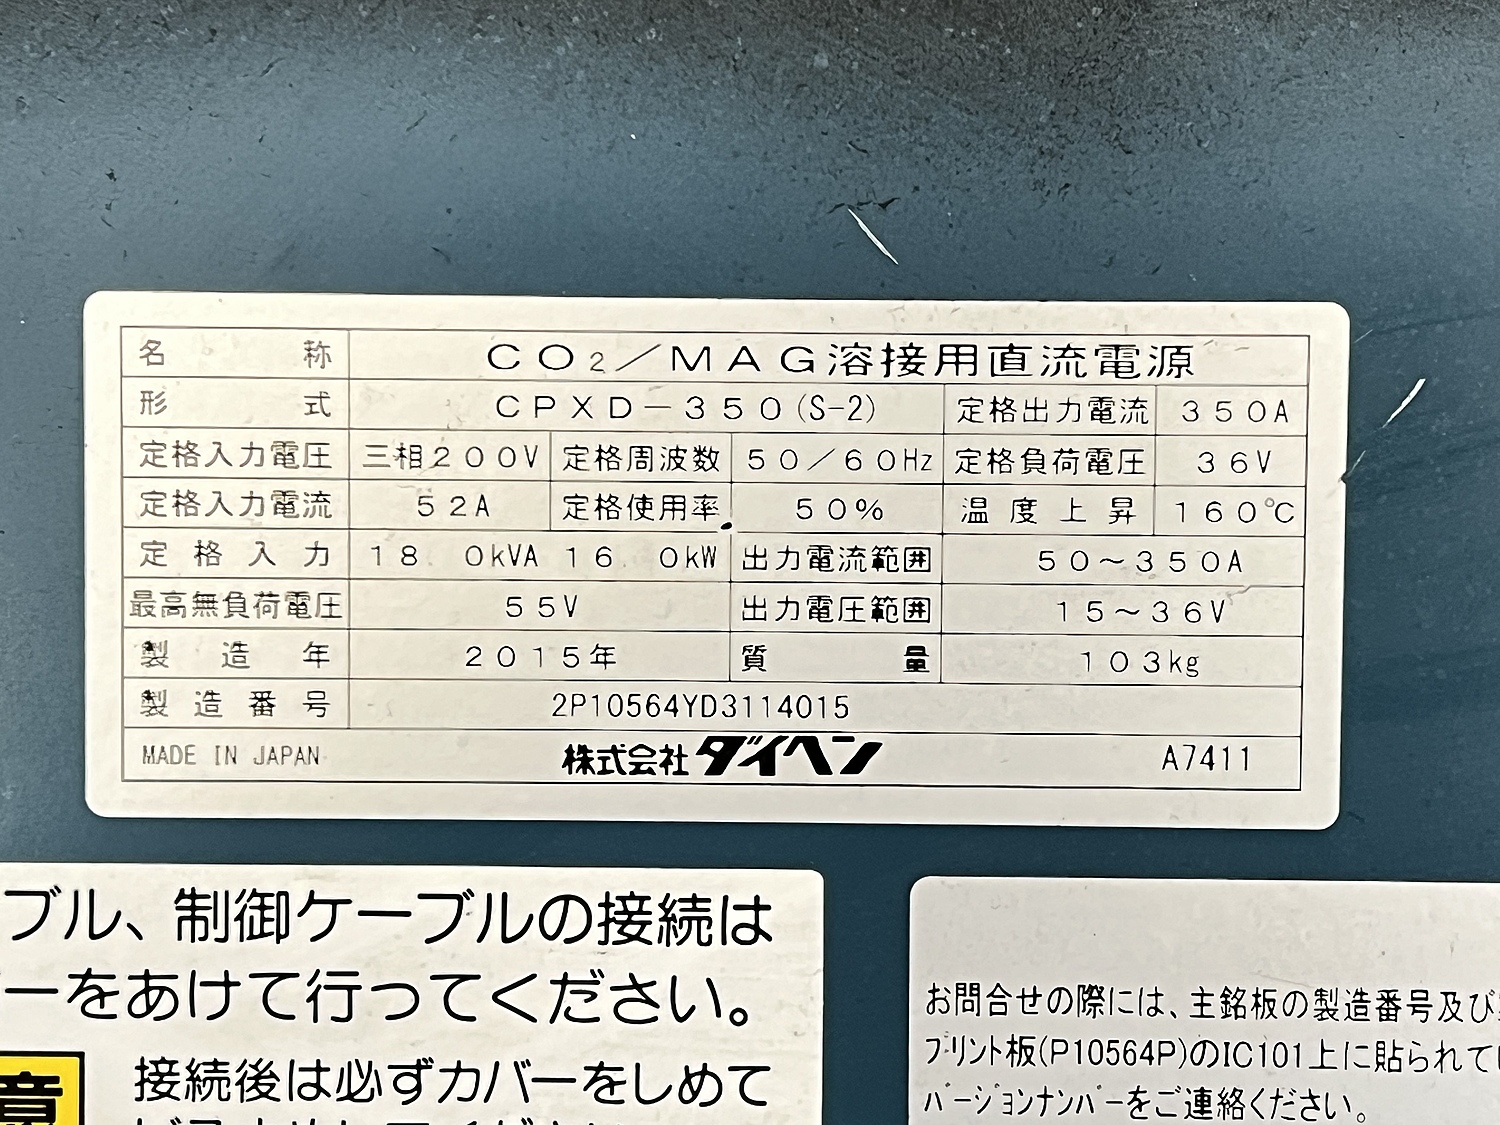 名称 CO₂／MAG溶接用直流電源
形式 CPXD－350(S-2) 定格出力電流 350A
定格入力電圧 三相200V 定格周波数 50／60Hz 定格負荷電圧 36V
定格入力電流 52A 定格使用率 50% 温度上昇 160℃
定格入力 18.0kVA 16.0kW 出力電流範囲 50～350A
最高無負荷電圧 55V 出力電圧範囲 15～36V
製造年 2015年 質量 103kg
製造番号 2P10564YD3114015
MADE IN JAPAN 株式会社ダイヘン A7411
ブル、制御ケーブルの接続は
ーをあけて行ってください。
意
接続後は必ずカバーをしめて
お問合せの際には、主銘板の製造番号及び
プリント板(P10564P)のIC101上に貼られてい
バージョンナンバーをご連絡ください。